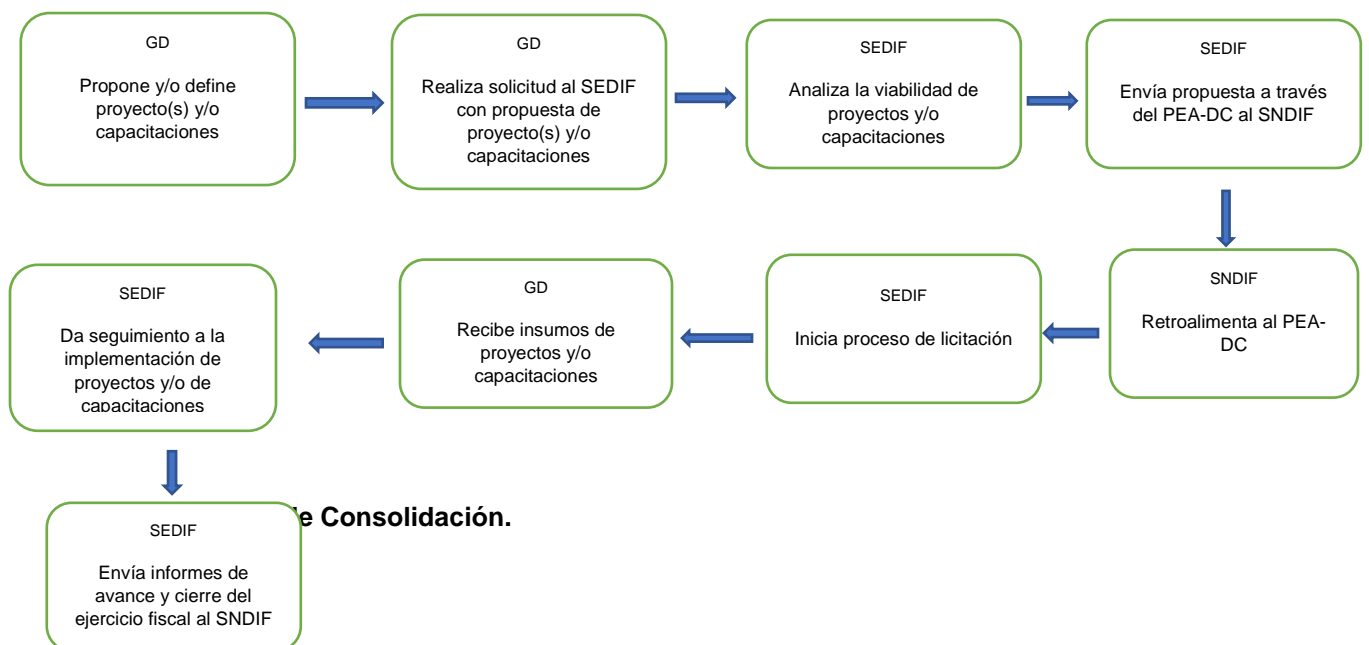 GD
Propone y/o define
proyecto(s) y/o
capacitaciones
GD
Realiza solicitud al SEDIF
con propuesta de
proyecto(s) y/o
capacitaciones
SEDIF
Analiza la viabilidad de
proyectos y/o
capacitaciones
SEDIF
Envía propuesta a través
del PEA-DC al SNDIF
SNDIF
Retroalimenta al PEA-
DC
SEDIF
Inicia proceso de licitación
GD
Recibe insumos de
proyectos y/o
capacitaciones
SEDIF
Da seguimiento a la
implementación de
proyectos y/o de
capacitaciones
SEDIF
Envía informes de
avance y cierre del
ejercicio fiscal al SNDIF
Consolidación.